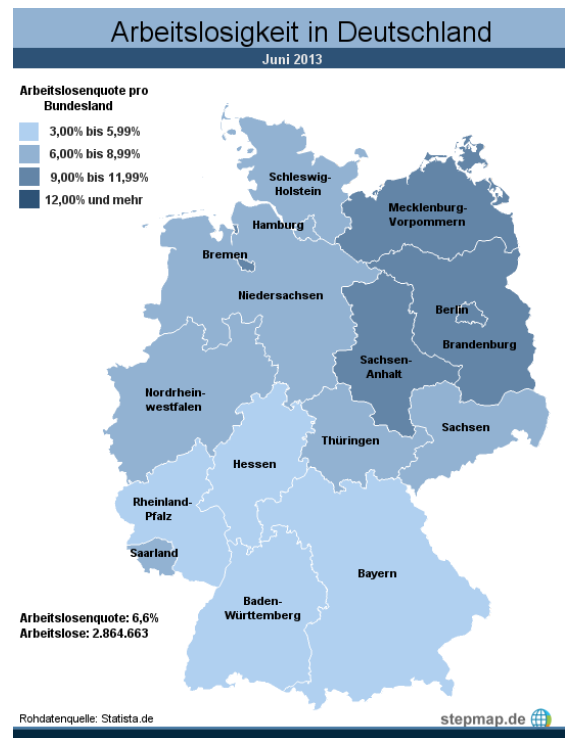 Arbeitslosigkeit in Deutschland
Juni 2013
Arbeitslosenquote pro
Bundesland
3,00% bis 5,99%
6,00% bis 8,99%
9,00% bis 11,99%
12,00% und mehr
Schleswig-
Holstein
Mecklenburg-
Vorpommern
Hamburg
Bremen
Niedersachsen
Berlin
Brandenburg
Sachsen-
Anhalt
Nordrhein-
westfalen
Sachsen
Thüringen
Hessen
Rheinland-
Pfalz
Saarland
Bayern
Baden-
Württemberg
Arbeitslosenquote: 6,6%
Arbeitslose: 2.864.663
Rohdatenquelle: Statista.de
stepmap.de